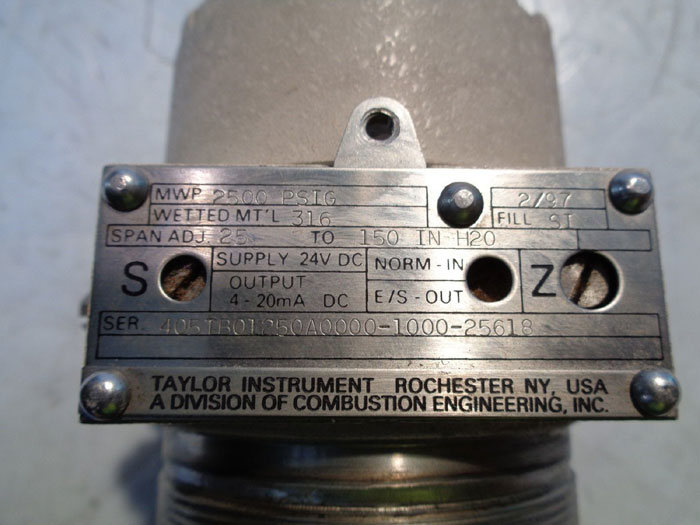 MWP 2500 PSIG 2/97
WETTED MT'L 316 FILL SI
SPAN ADJ 25 TO 150 IN H2O
S SUPPLY 24V DC NORM - IN Z
OUTPUT
4 - 20mA DC E/S - OUT
SER. 405TB01250A0000-1000-25618
TAYLOR INSTRUMENT ROCHESTER NY, USA
A DIVISION OF COMBUSTION ENGINEERING, INC.